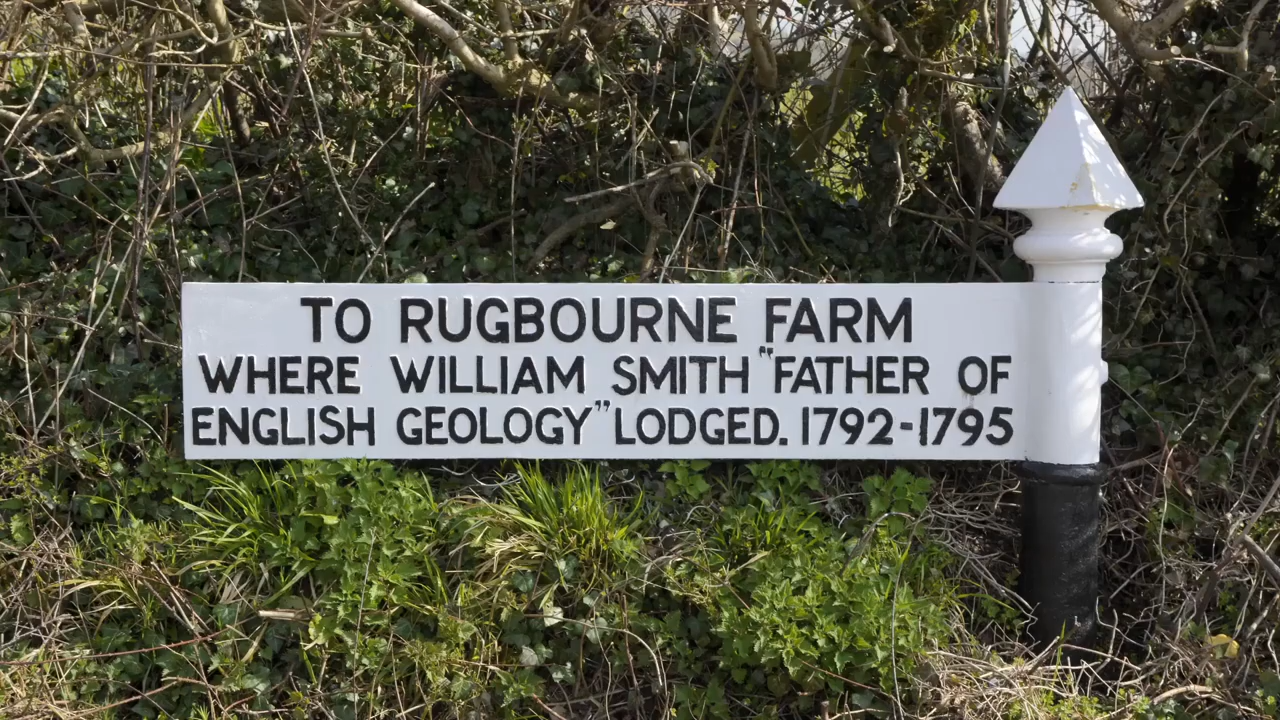 TO RUGBOURNE FARM
WHERE WILLIAM SMITH "FATHER OF
ENGLISH GEOLOGY" LODGED. 1792-1795